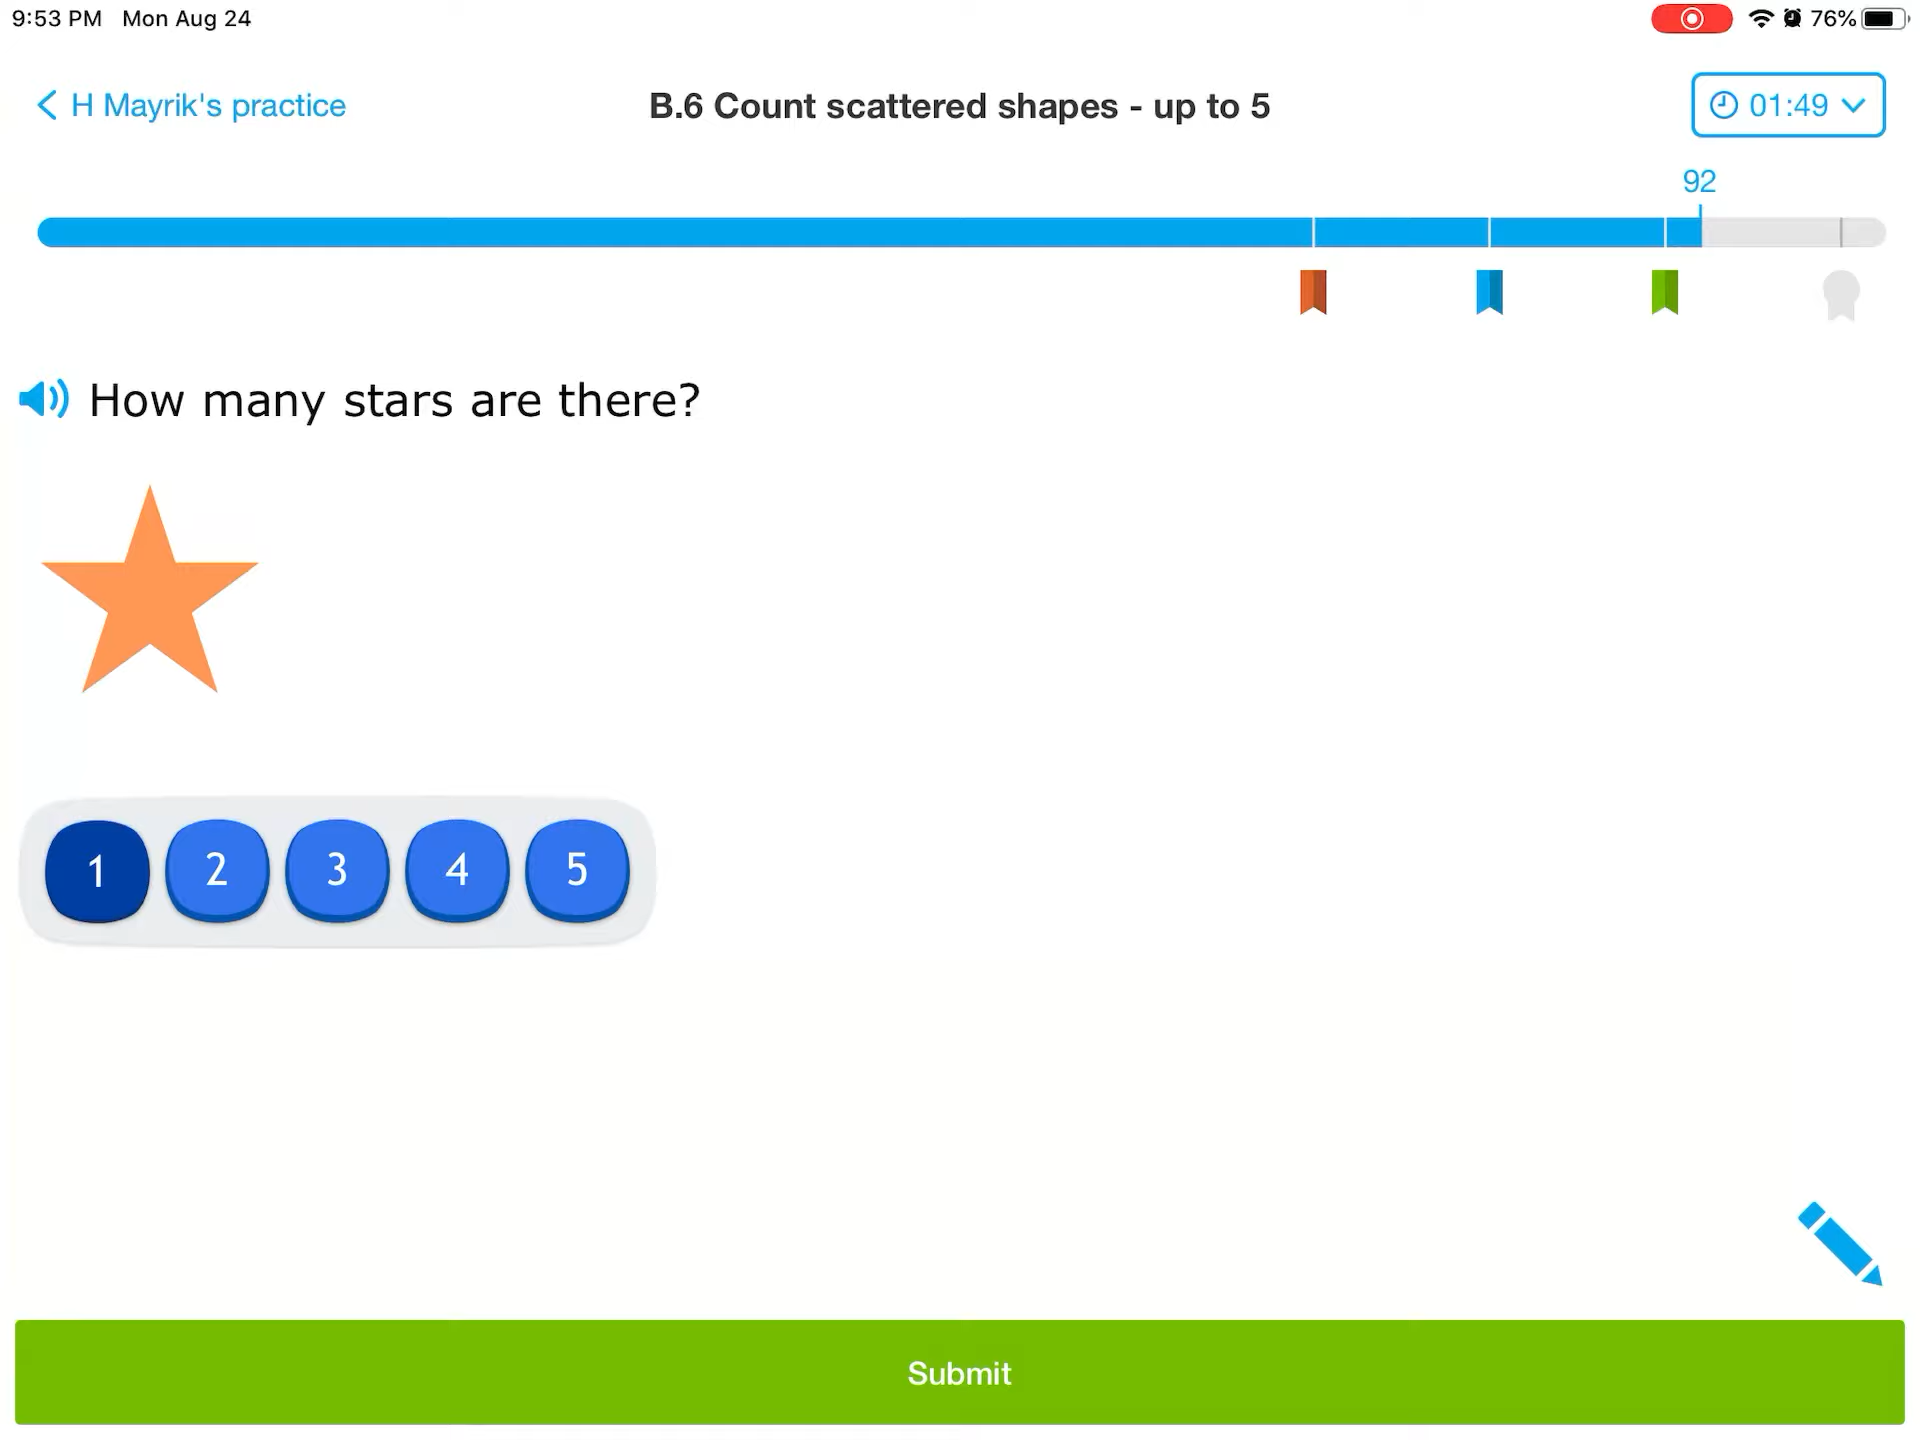 9:53 PM Mon Aug 24 76%
H Mayrik's practice B.6 Count scattered shapes - up to 5 01:49
92
How many stars are there?
1 2 3 4 5
Submit